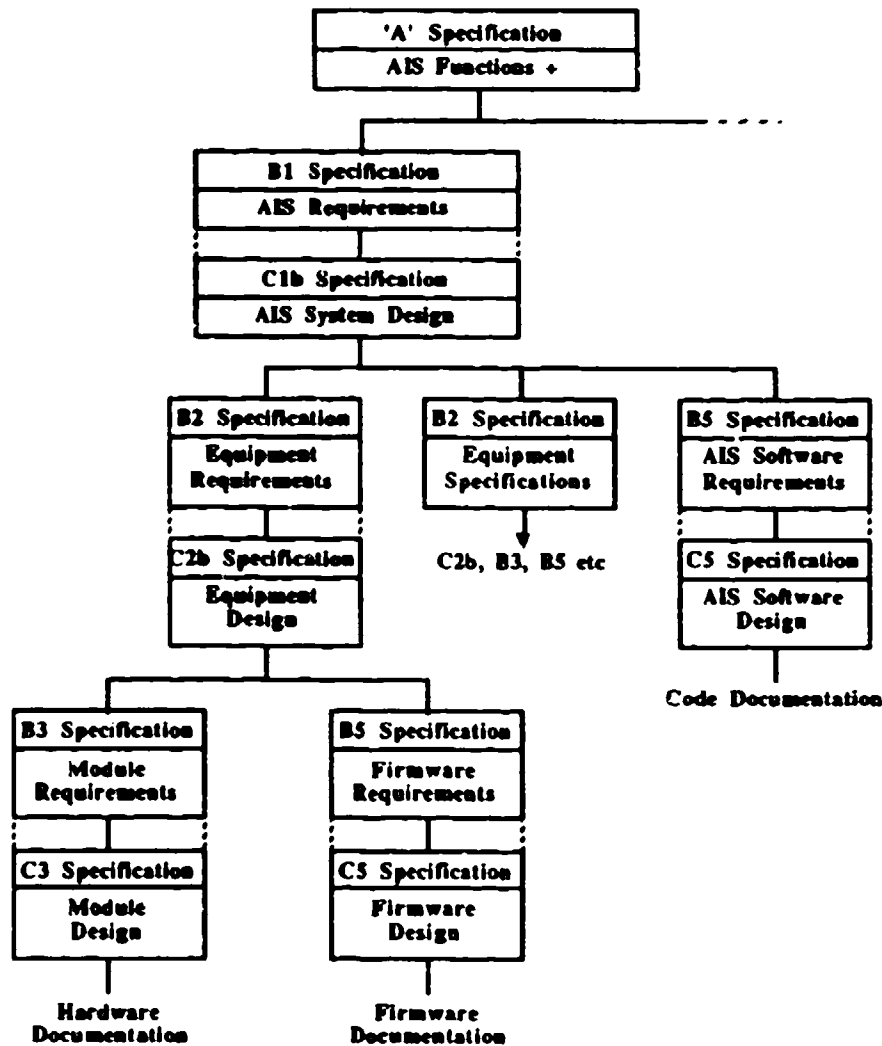 'A' Specification
AIS Functions +
B1 Specification
AIS Requirements
C1b Specification
AIS System Design
B2 Specification
Equipment
Requirements
B2 Specification
Equipment
Specifications
B5 Specification
AIS Software
Requirements
C2b Specification
Equipment
Design
C2b, B3, B5 etc
C5 Specification
AIS Software
Design
Code Documentation
B3 Specification
Module
Requirements
B5 Specification
Firmware
Requirements
C3 Specification
Module
Design
C5 Specification
Firmware
Design
Hardware
Documentation
Firmware
Documentation